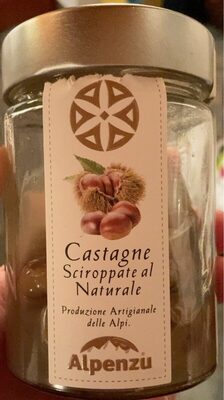 Castagne
Sciroppate al
Naturale
Produzione Artigianale
delle Alpi.
Alpenzu